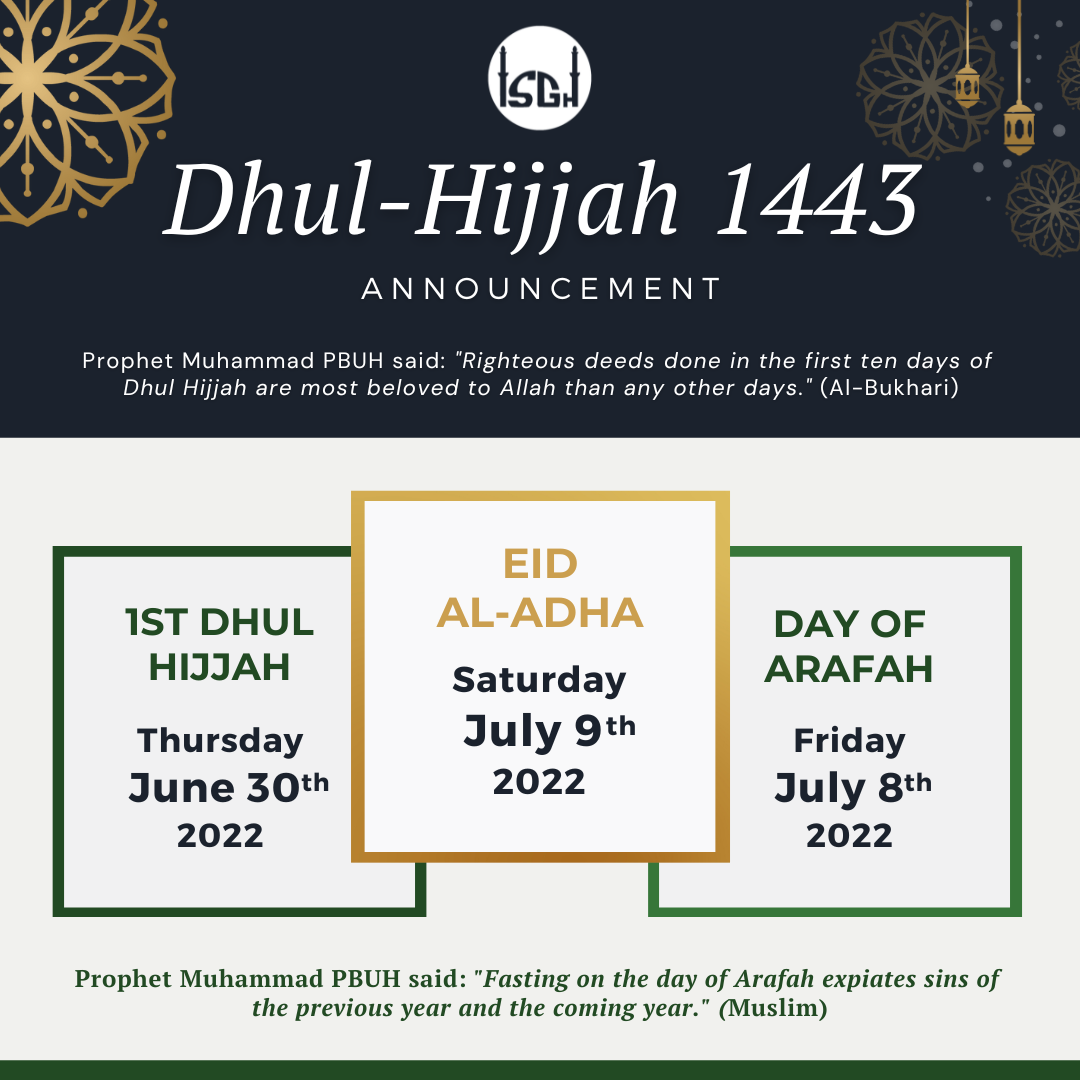 ISGH
Dhul-Hijjah 1443
ANNOUNCEMENT
Prophet Muhammad PBUH said: "Righteous deeds done in the first ten days of
Dhul Hijjah are most beloved to Allah than any other days." (Al-Bukhari)
1ST DHUL
HIJJAH
Thursday
June 30th
2022
EID
AL-ADHA
Saturday
July 9th
2022
DAY OF
ARAFAH
Friday
July 8th
2022
Prophet Muhammad PBUH said: "Fasting on the day of Arafah expiates sins of
the previous year and the coming year." (Muslim)